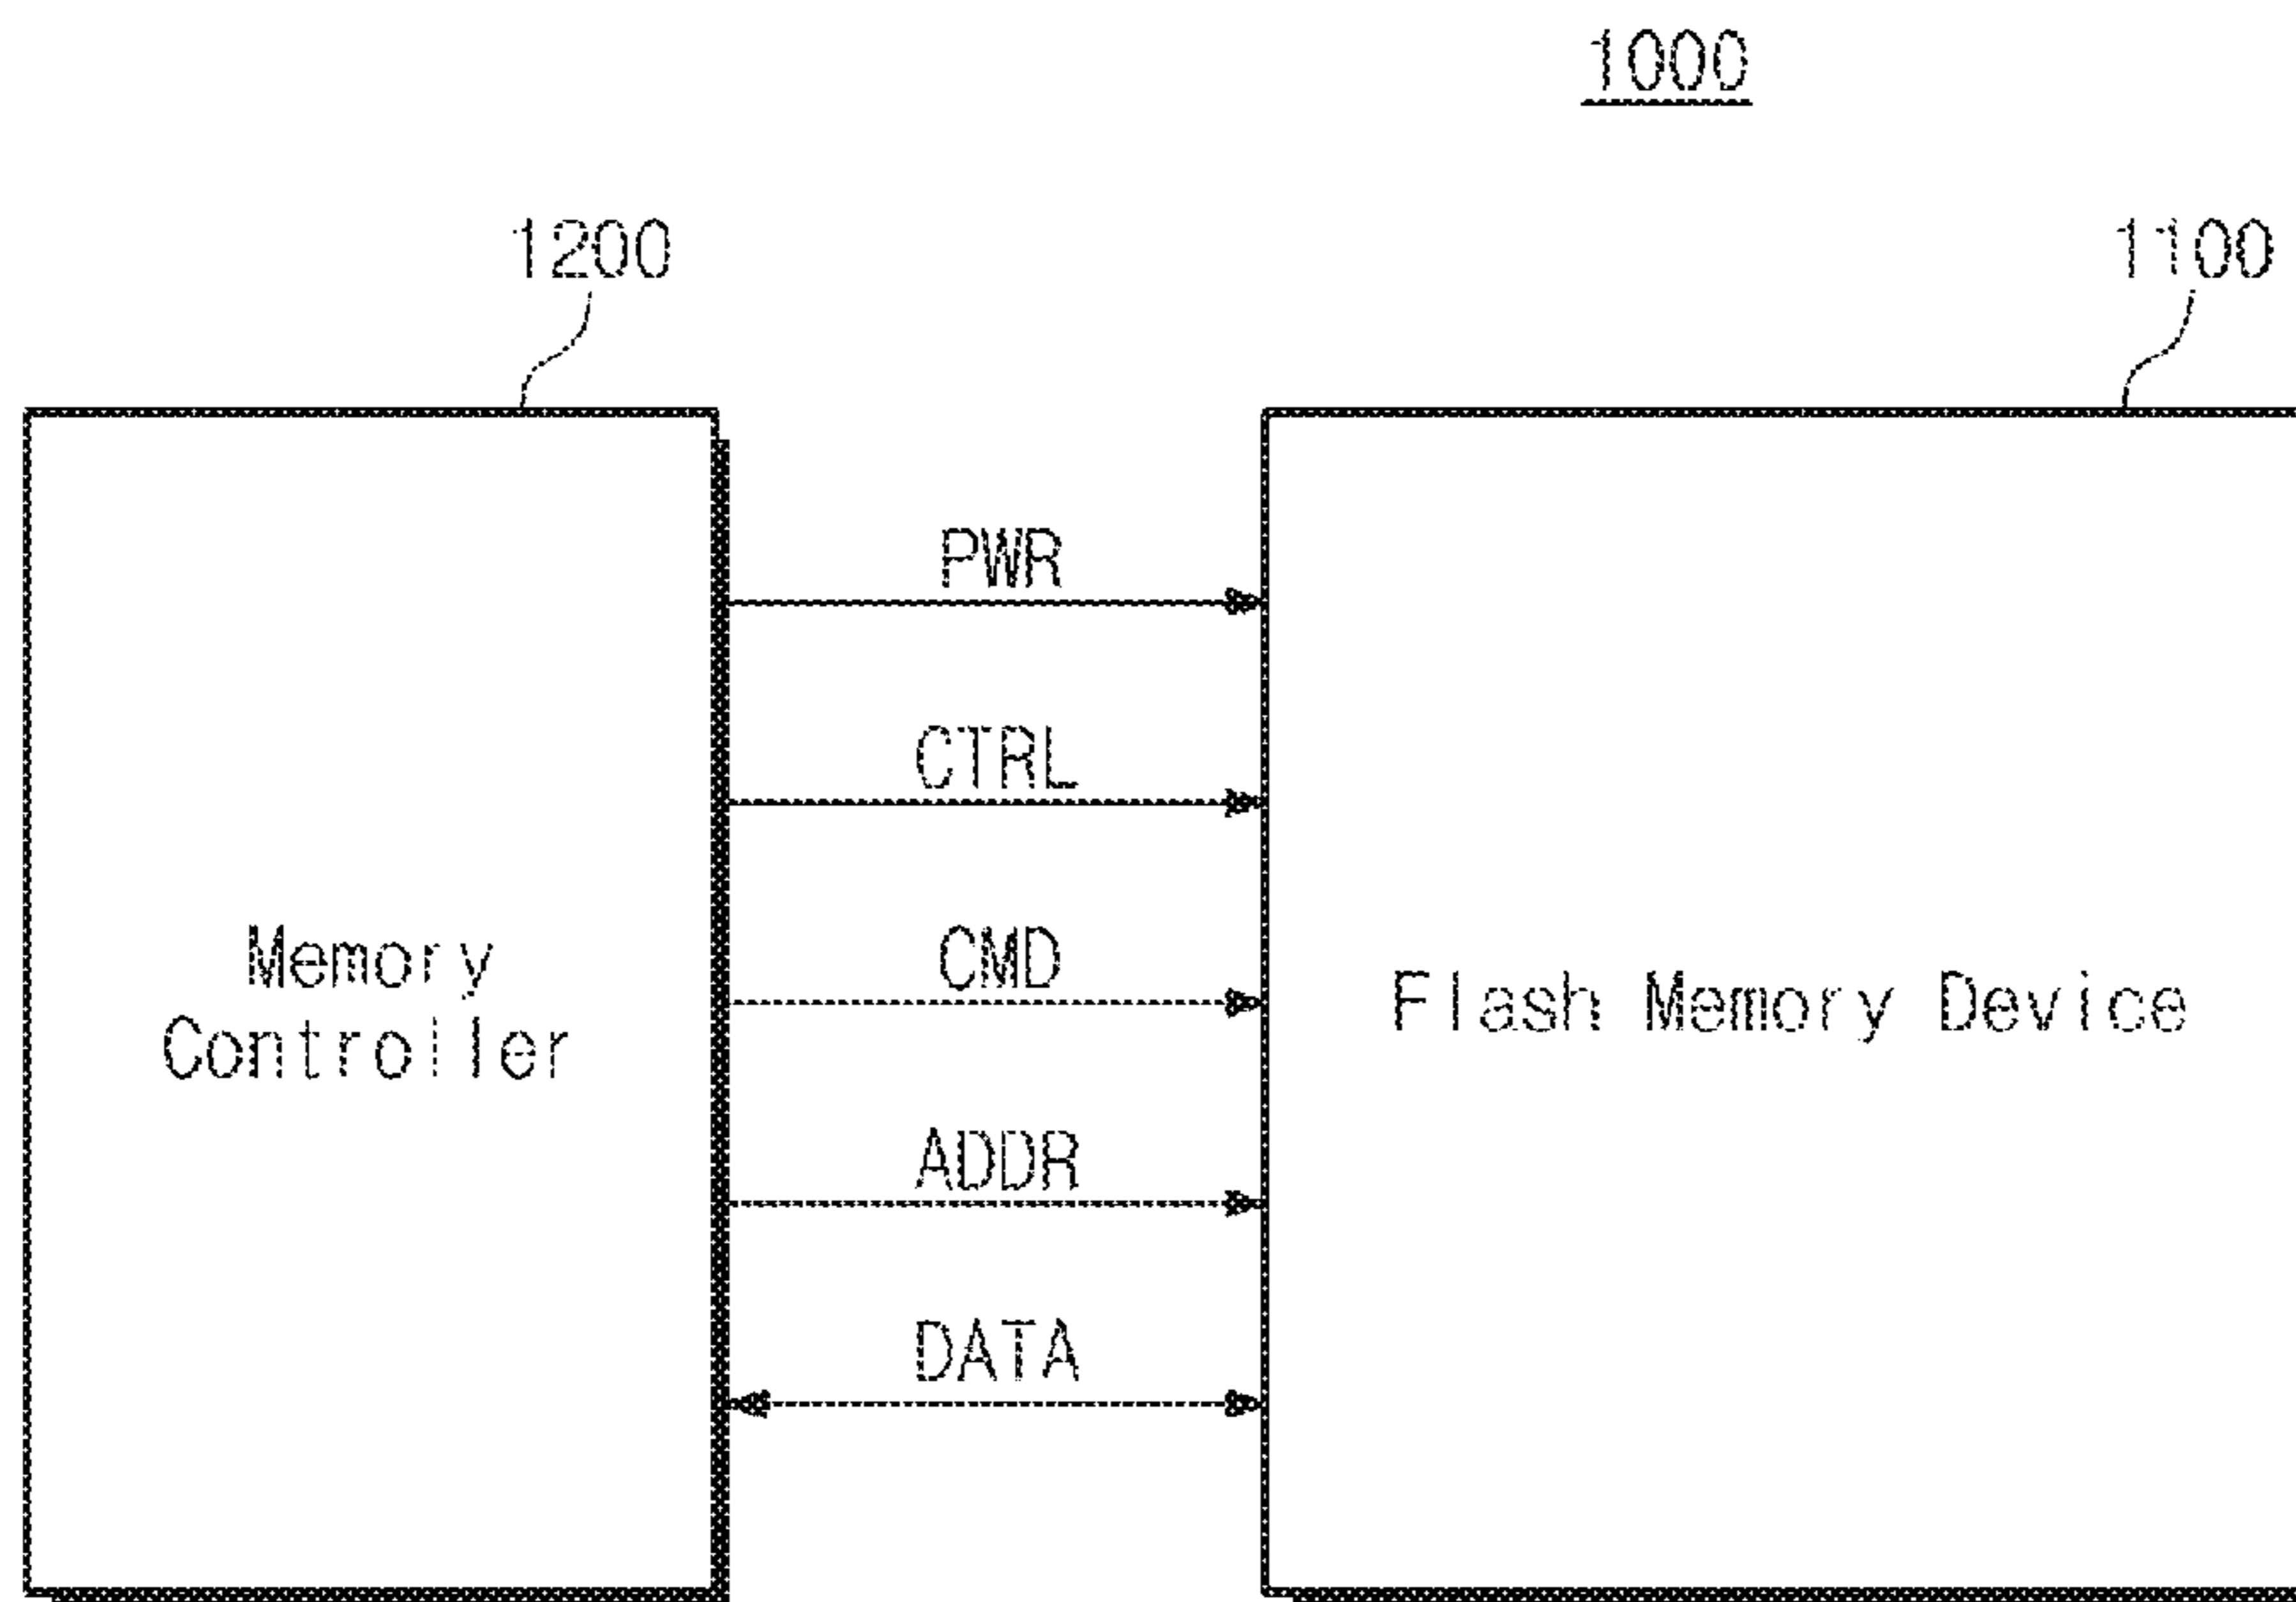 1000
1200
1100
PWR
CTRL
CMD
Memory
Controller
Flash Memory Device
ADDR
DATA